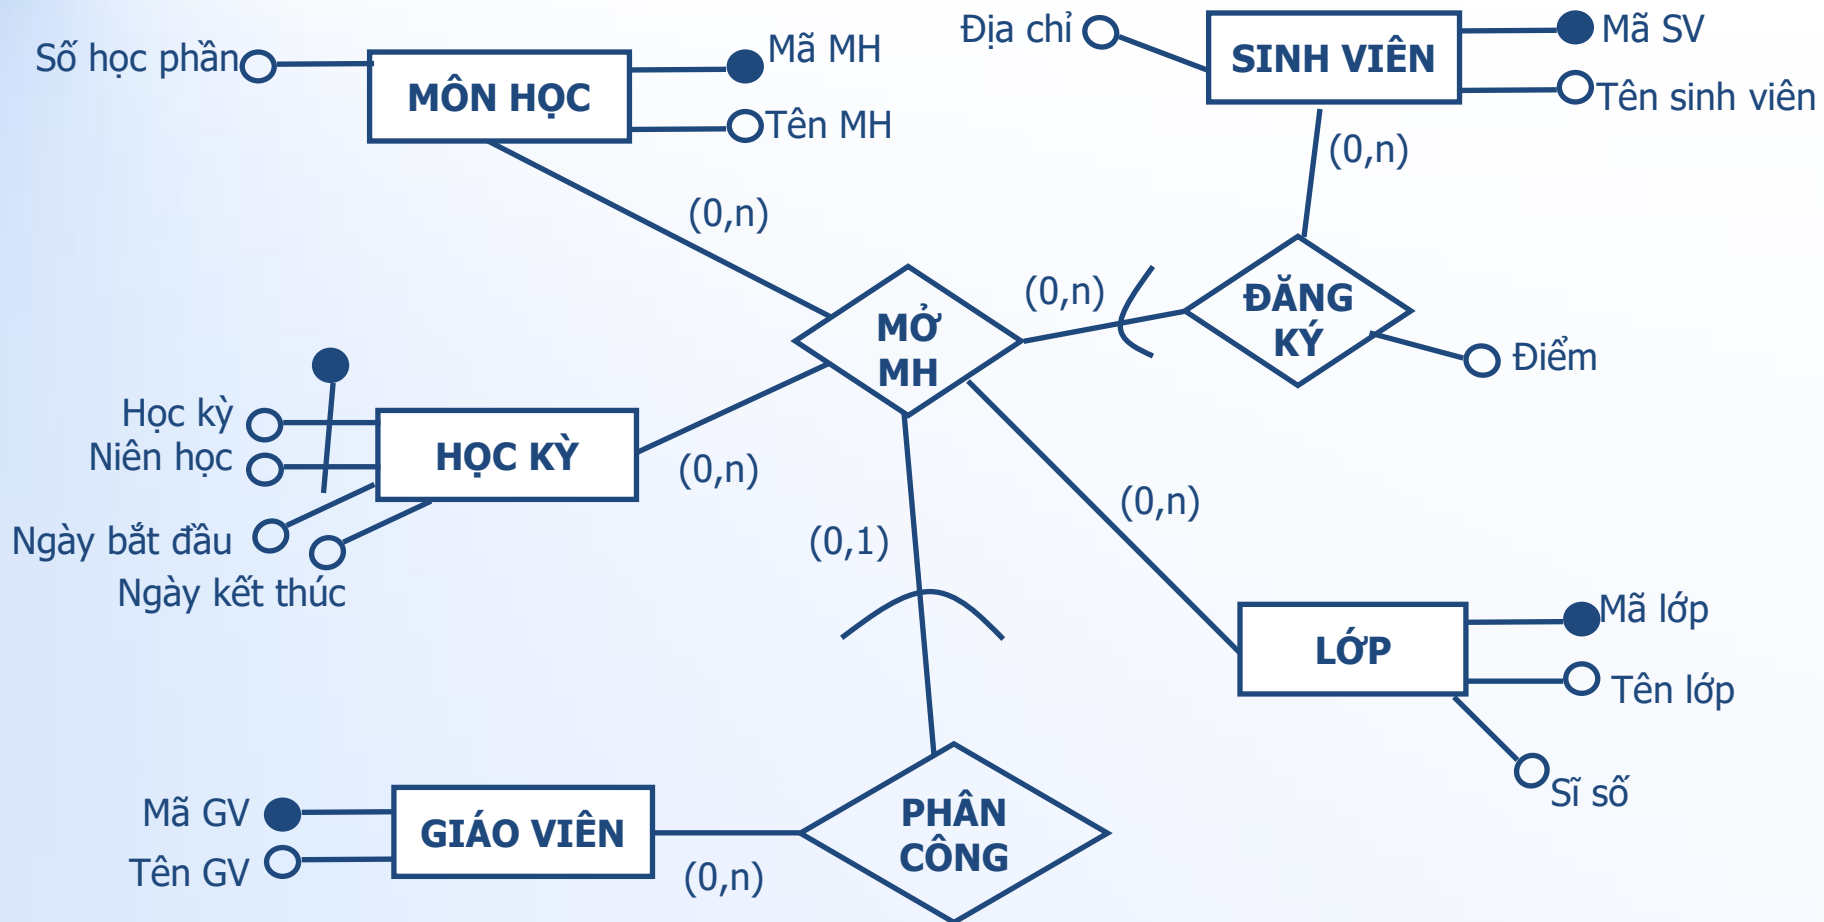 Số học phần
MÔN HỌC
Mã MH
Tên MH
Địa chỉ
SINH VIÊN
Mã SV
Tên sinh viên
(0,n)
(0,n)
MỞ
MH
(0,n)
ĐĂNG
KÝ
Điểm
Học kỳ
Niên học
HỌC KỲ
(0,n)
Ngày bắt đầu
Ngày kết thúc
(0,1)
(0,n)
LỚP
Mã lớp
Tên lớp
Sĩ số
Mã GV
Tên GV
GIÁO VIÊN
(0,n)
PHÂN
CÔNG